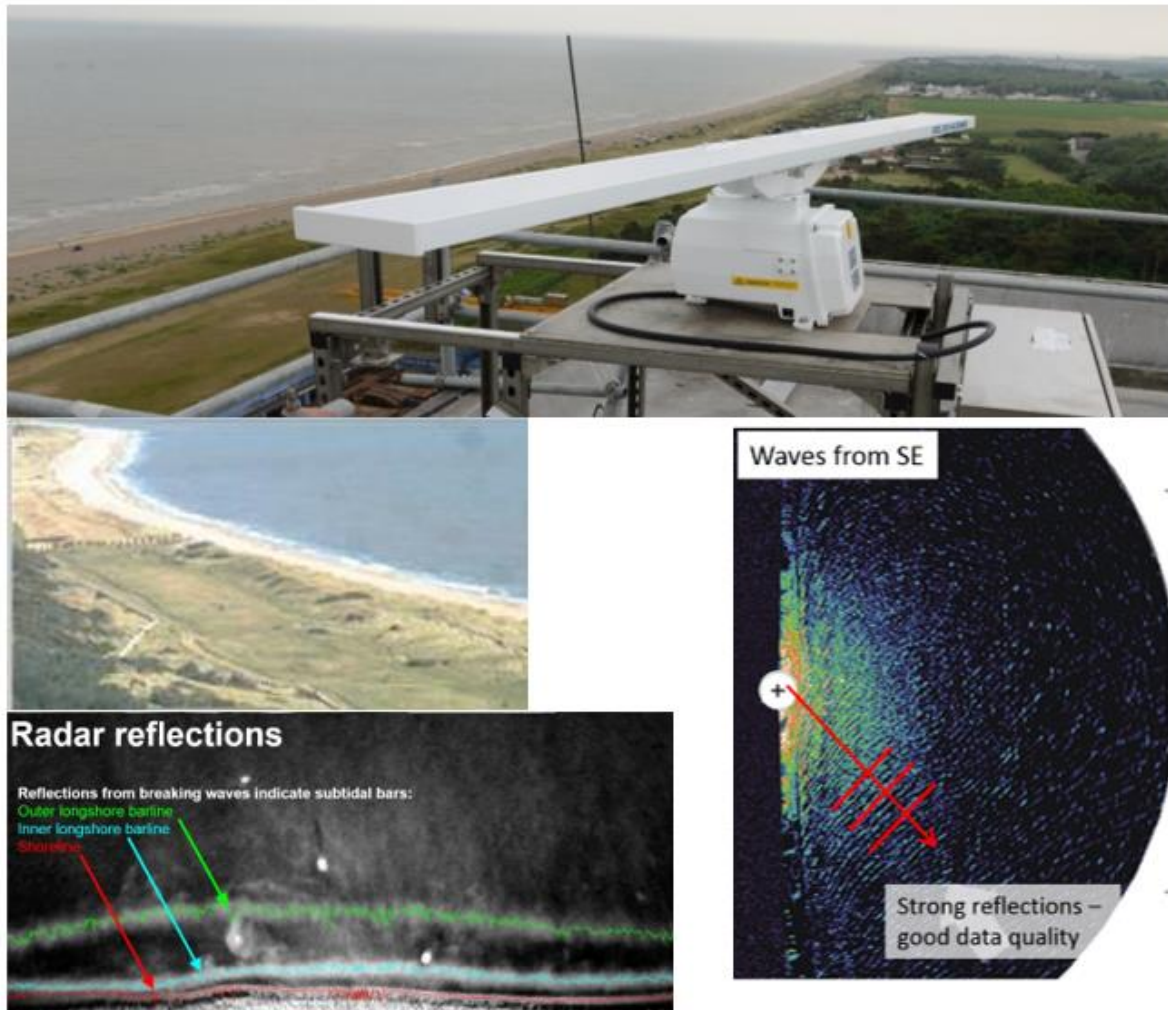 Waves from SE
Radar reflections
Reflections from breaking waves indicate subtidal bars:
Outer longshore barline
Inner longshore barline
Shoreline
Strong reflections –
good data quality